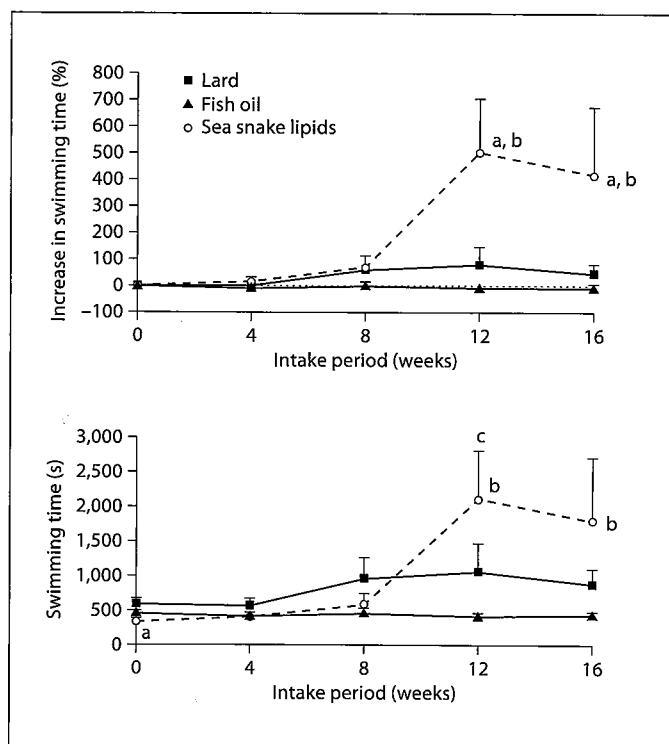 Increase in swimming time (%)
800
700
600
500
400
300
200
100
0
−100
Lard
Fish oil
Sea snake lipids
a, b
a, b
0 4 8 12 16
Intake period (weeks)
Swimming time (s)
3,000
2,500
2,000
1,500
1,000
500
0
a
c
b
b
0 4 8 12 16
Intake period (weeks)